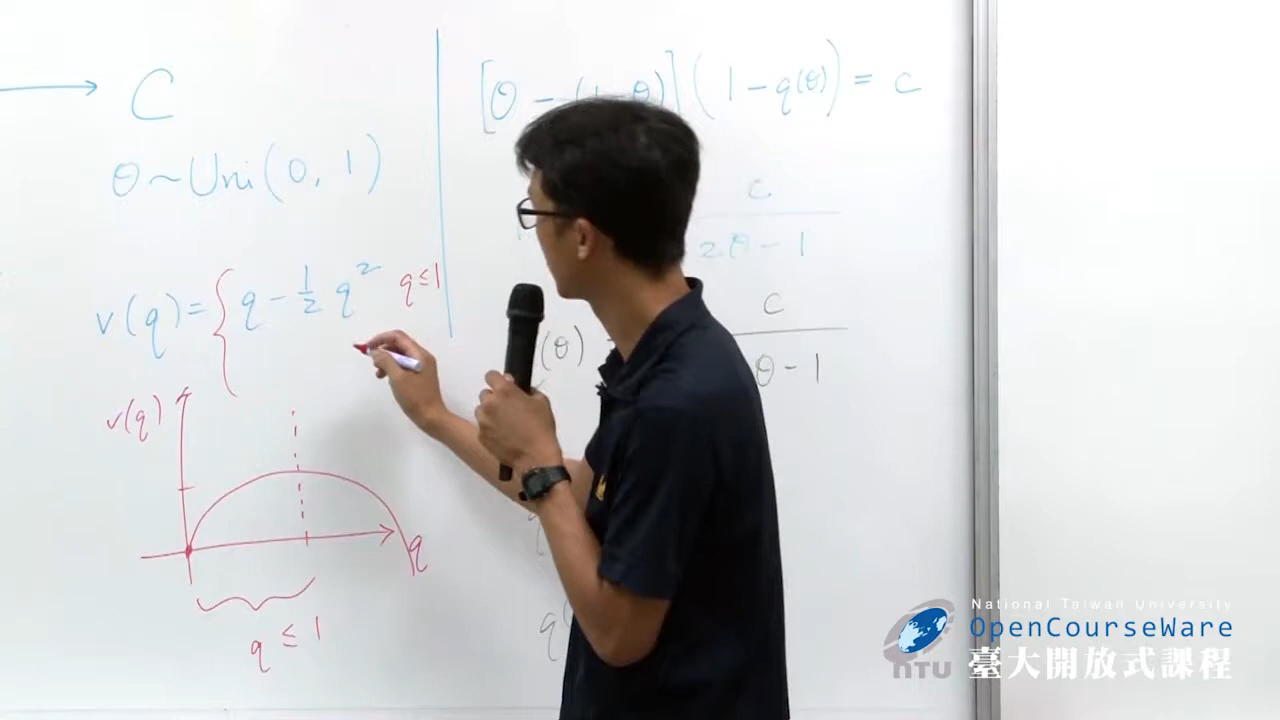 C
θ ~ Uni(0, 1)
v(q) = { q - 1/2 q² q ≤ 1
v(q)
q
q ≤ 1
[θ - (1 - θ)] (1 - q(θ)) = c
c
2θ - 1
(θ)
c
θ - 1
National Taiwan University
OpenCourseWare
NTU
臺大開放式課程